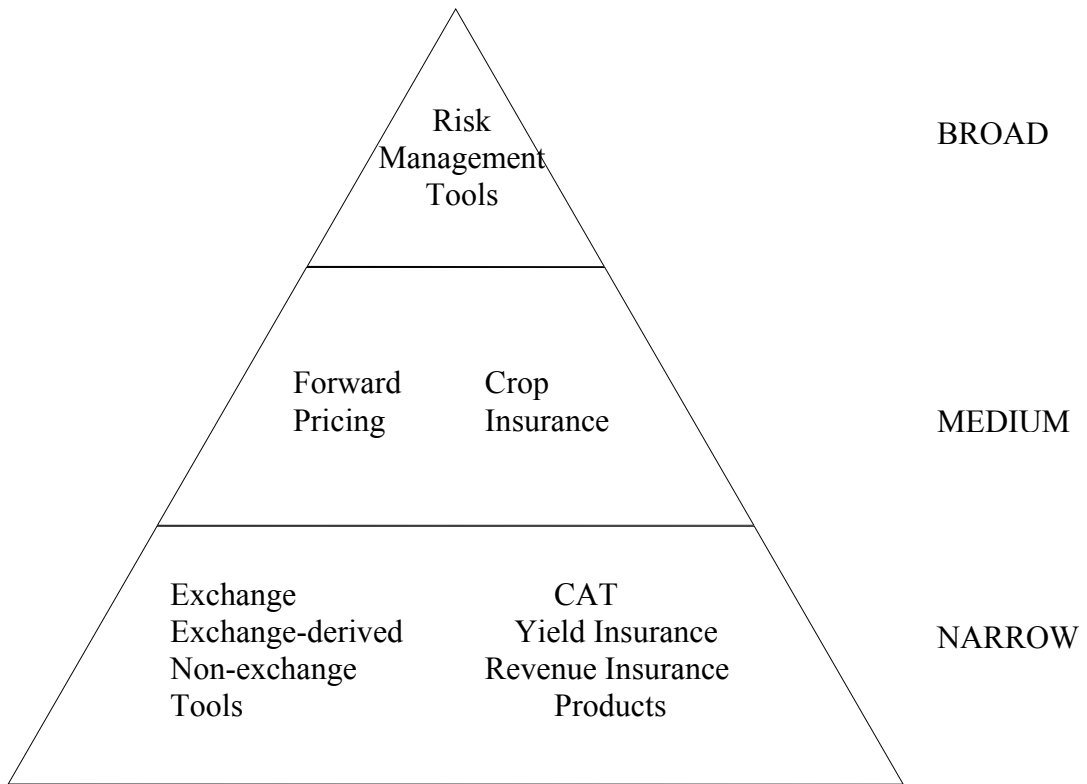 Risk
Management
Tools
BROAD
Forward
Pricing
Crop
Insurance
MEDIUM
Exchange
Exchange-derived
Non-exchange
Tools
CAT
Yield Insurance
Revenue Insurance
Products
NARROW